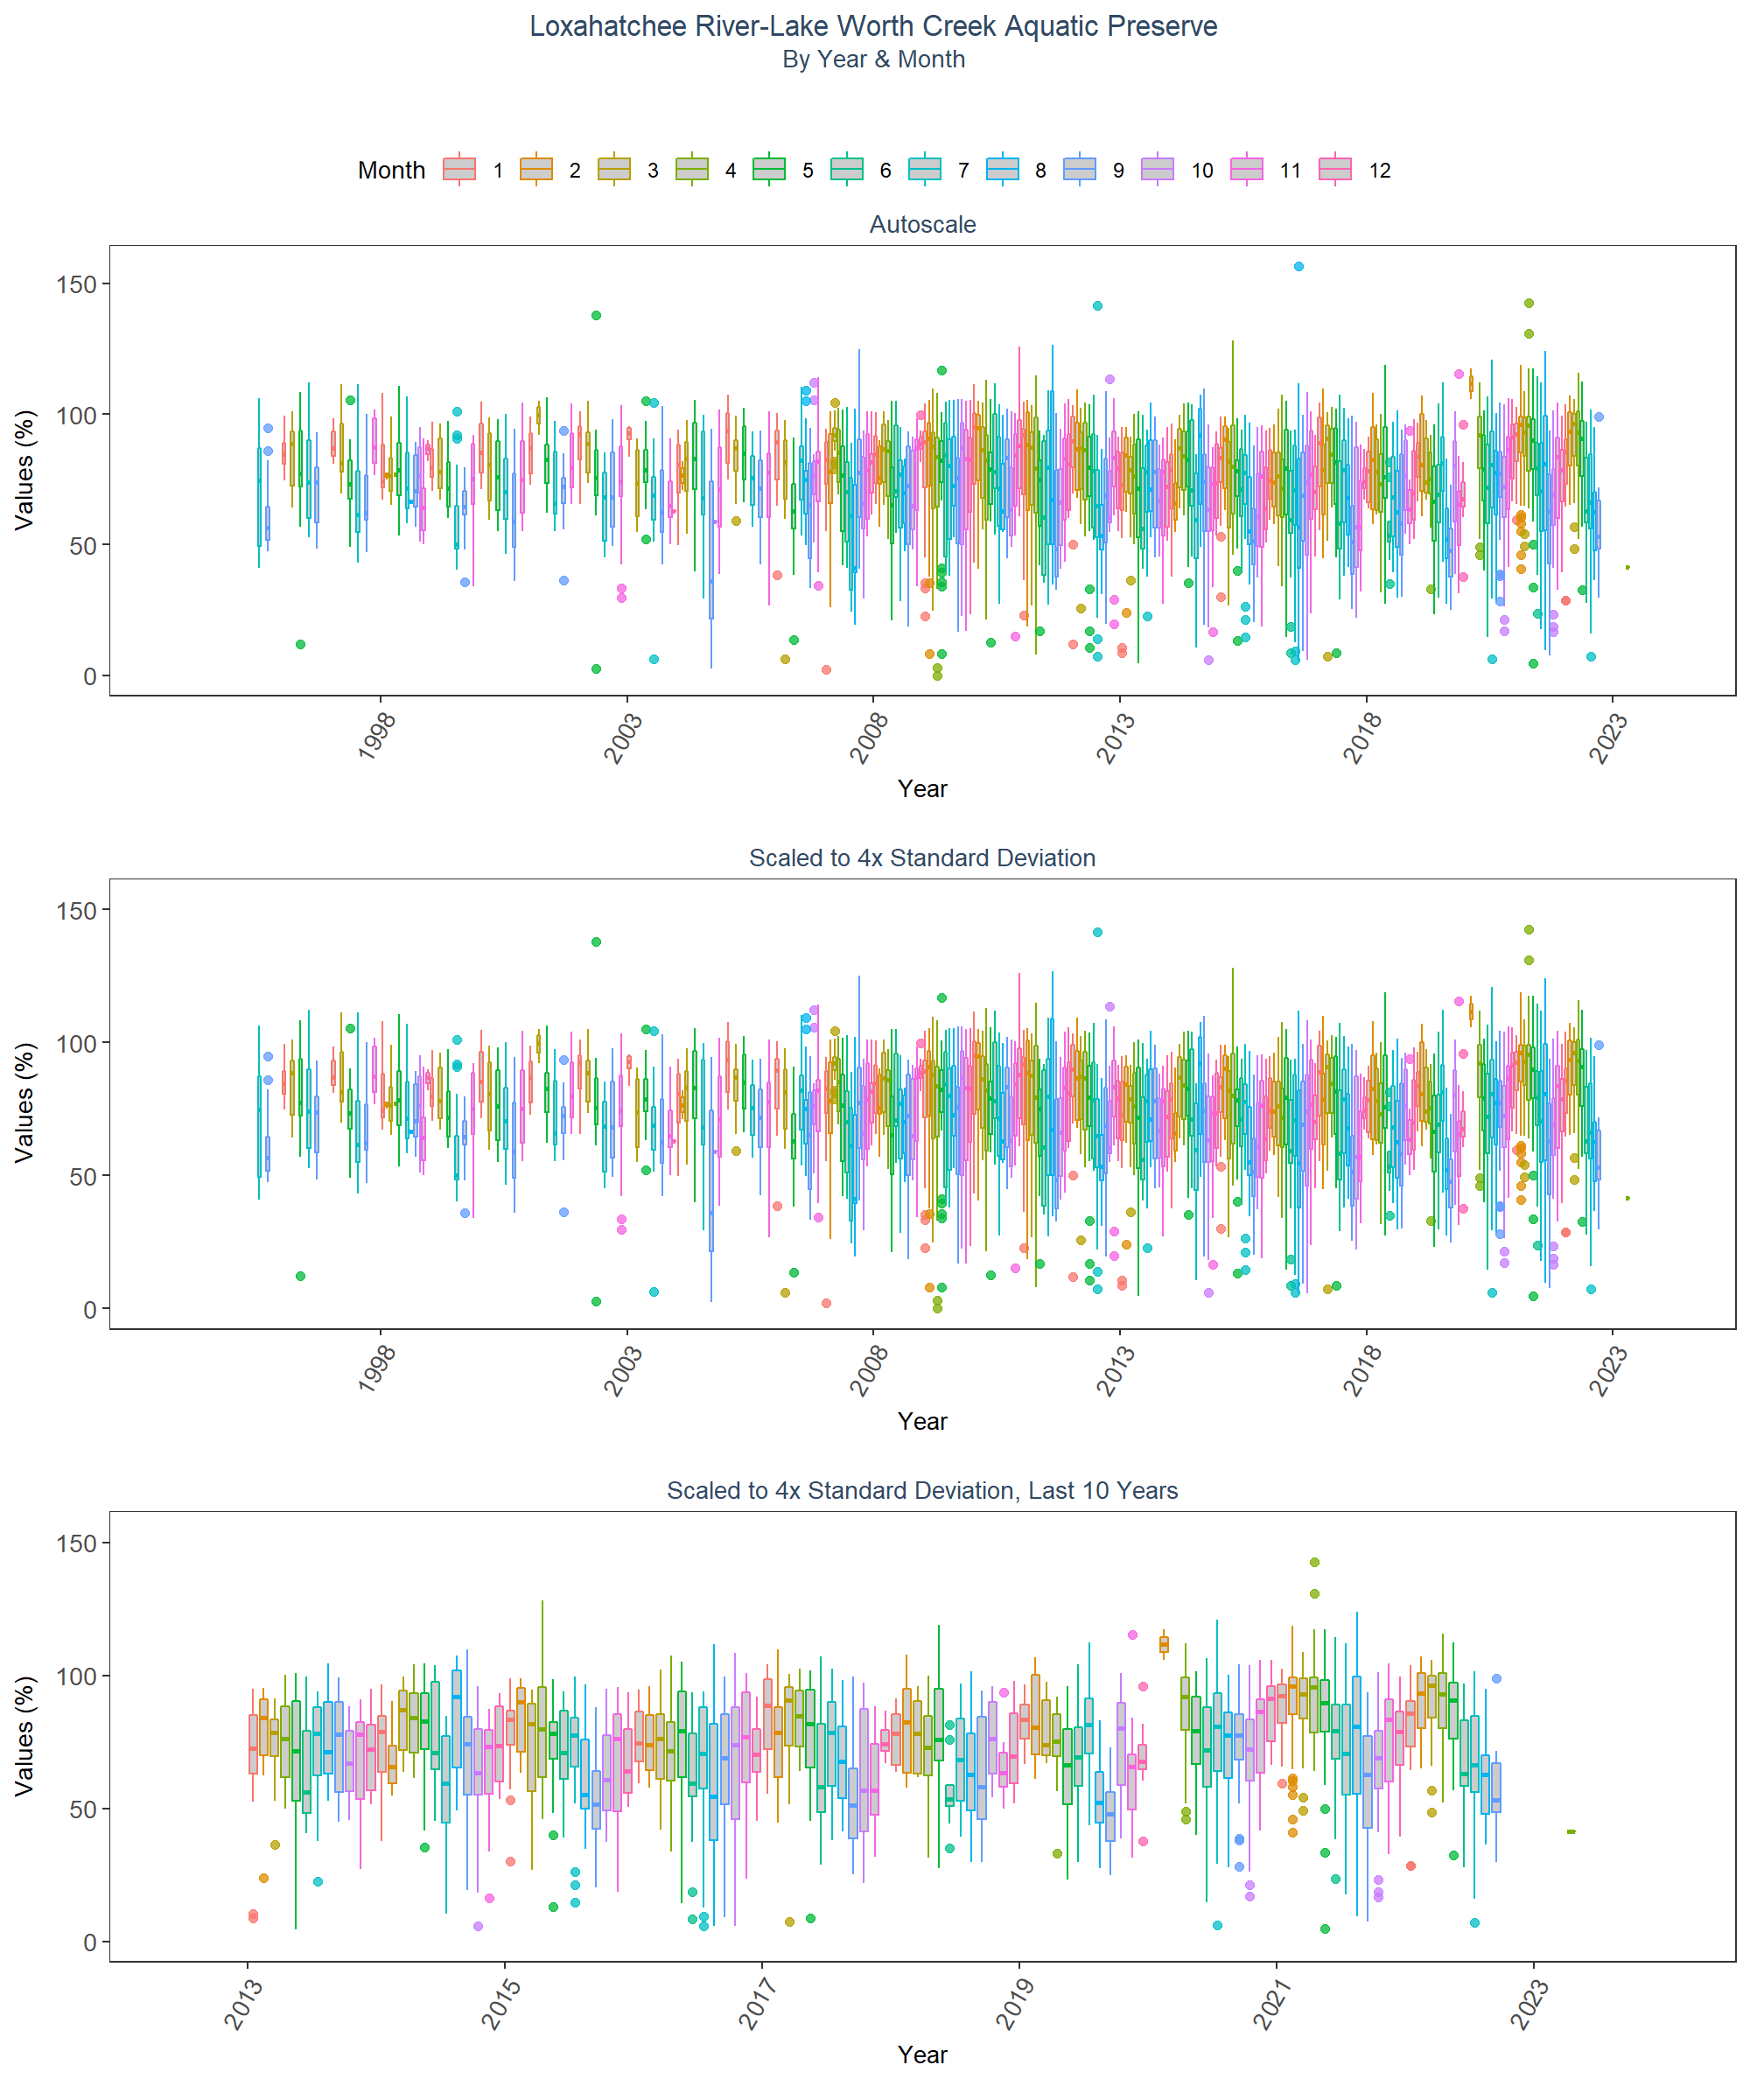 Loxahatchee River-Lake Worth Creek Aquatic Preserve
By Year & Month
Month 1 2 3 4 5 6 7 8 9 10 11 12
Autoscale
Values (%)
150
100
50
0
1998 2003 2008 2013 2018 2023
Year
Scaled to 4x Standard Deviation
Values (%)
150
100
50
0
1998 2003 2008 2013 2018 2023
Year
Scaled to 4x Standard Deviation, Last 10 Years
Values (%)
150
100
50
0
2013 2015 2017 2019 2021 2023
Year